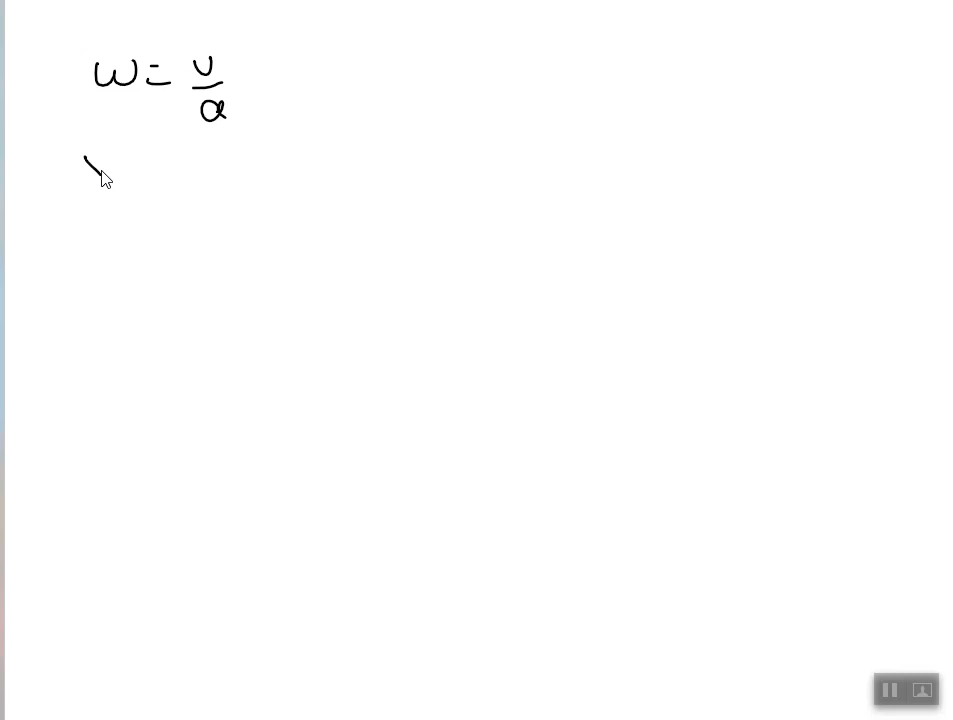 ω = v/a